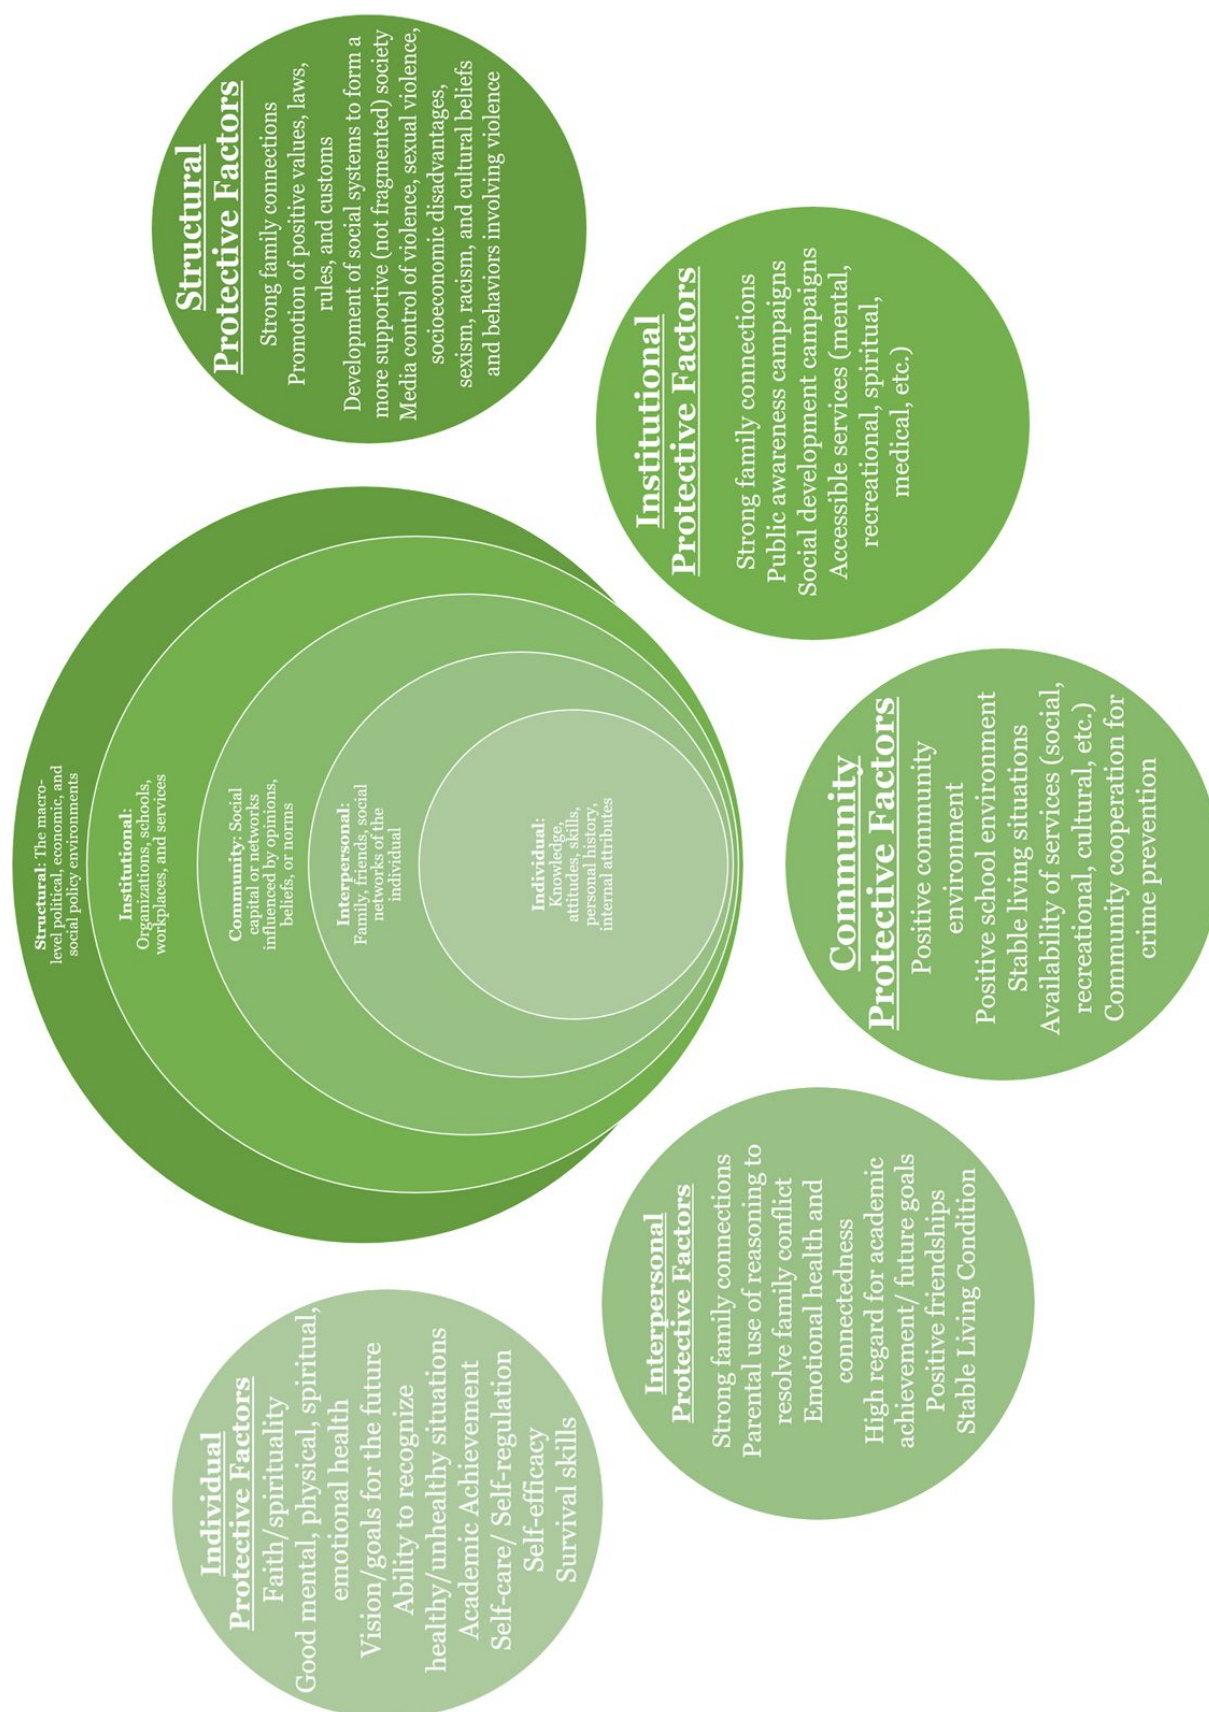 Structural: The macro-
level political, economic, and
social policy environments
Institutional:
Organizations, schools,
workplaces, and services
Community: Social
capital or networks
influenced by opinions,
beliefs, or norms
Interpersonal:
Family, friends, social
networks of the
individual
Individual:
Knowledge,
attitudes, skills,
personal history,
internal attributes
Individual
Protective Factors
Faith/spirituality
Good mental, physical, spiritual,
emotional health
Vision/goals for the future
Ability to recognize
healthy/unhealthy situations
Academic Achievement
Self-care/ Self-regulation
Self-efficacy
Survival skills
Interpersonal
Protective Factors
Strong family connections
Parental use of reasoning to
resolve family conflict
Emotional health and
connectedness
High regard for academic
achievement/ future goals
Positive friendships
Stable Living Condition
Community
Protective Factors
Positive community
environment
Positive school environment
Stable living situations
Availability of services (social,
recreational, cultural, etc.)
Community cooperation for
crime prevention
Institutional
Protective Factors
Strong family connections
Public awareness campaigns
Social development campaigns
Accessible services (mental,
recreational, spiritual,
medical, etc.)
Structural
Protective Factors
Strong family connections
Promotion of positive values, laws,
rules, and customs
Development of social systems to form a
more supportive (not fragmented) society
Media control of violence, sexual violence,
socioeconomic disadvantages,
sexism, racism, and cultural beliefs
and behaviors involving violence